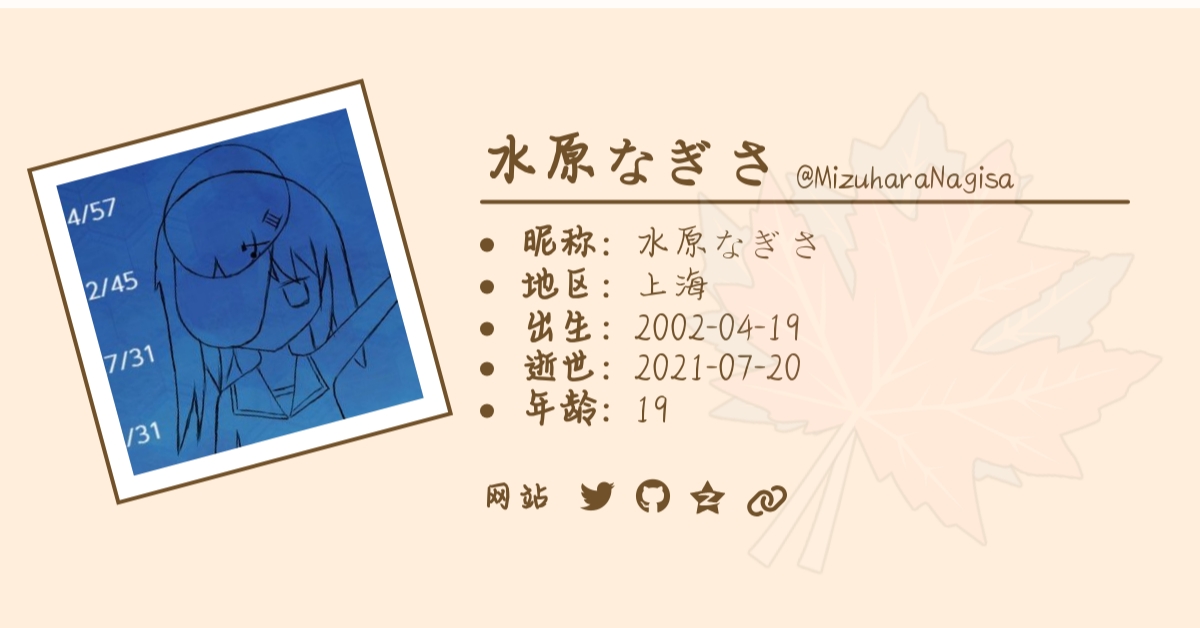 4/57
2/45
7/31
/31
水原なぎさ @MizuharaNagisa
昵称：水原なぎさ
地区：上海
出生：2002-04-19
逝世：2021-07-20
年龄：19
网站